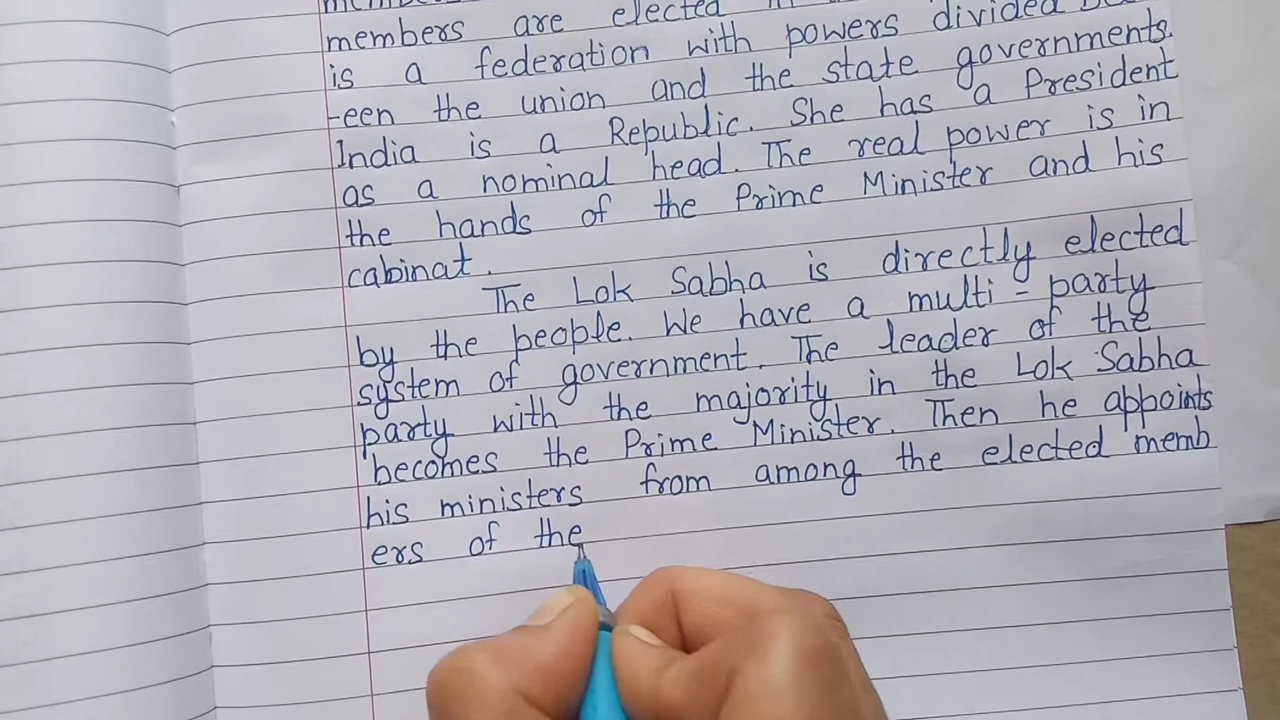 members are elected
is a federation with powers divided
-een the union and the state governments.
India is a Republic. She has a President
as a nominal head. The real power is in
the hands of the Prime Minister and his
cabinat.
The Lok Sabha is directly elected
by the people. We have a multi-party
system of government. The leader of the
party with the majority in the Lok Sabha
becomes the Prime Minister. Then he appoints
his ministers from among the elected memb
ers of the